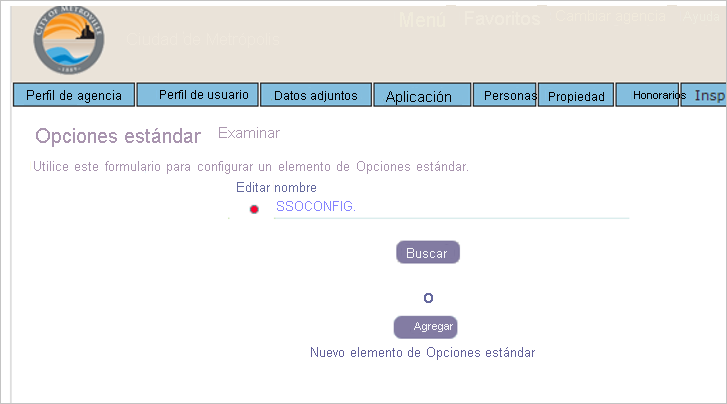 CITY OF METROVILLE
Menú Favoritos Cambiar agencia Ayuda
Ciudad de Metrópolis
Perfil de agencia Perfil de usuario Datos adjuntos Aplicación Personas Propiedad Honorarios Insp
Opciones estándar Examinar
Utilice este formulario para configurar un elemento de Opciones estándar.
Editar nombre
SSOCONFIG.
Buscar
O
Agregar
Nuevo elemento de Opciones estándar